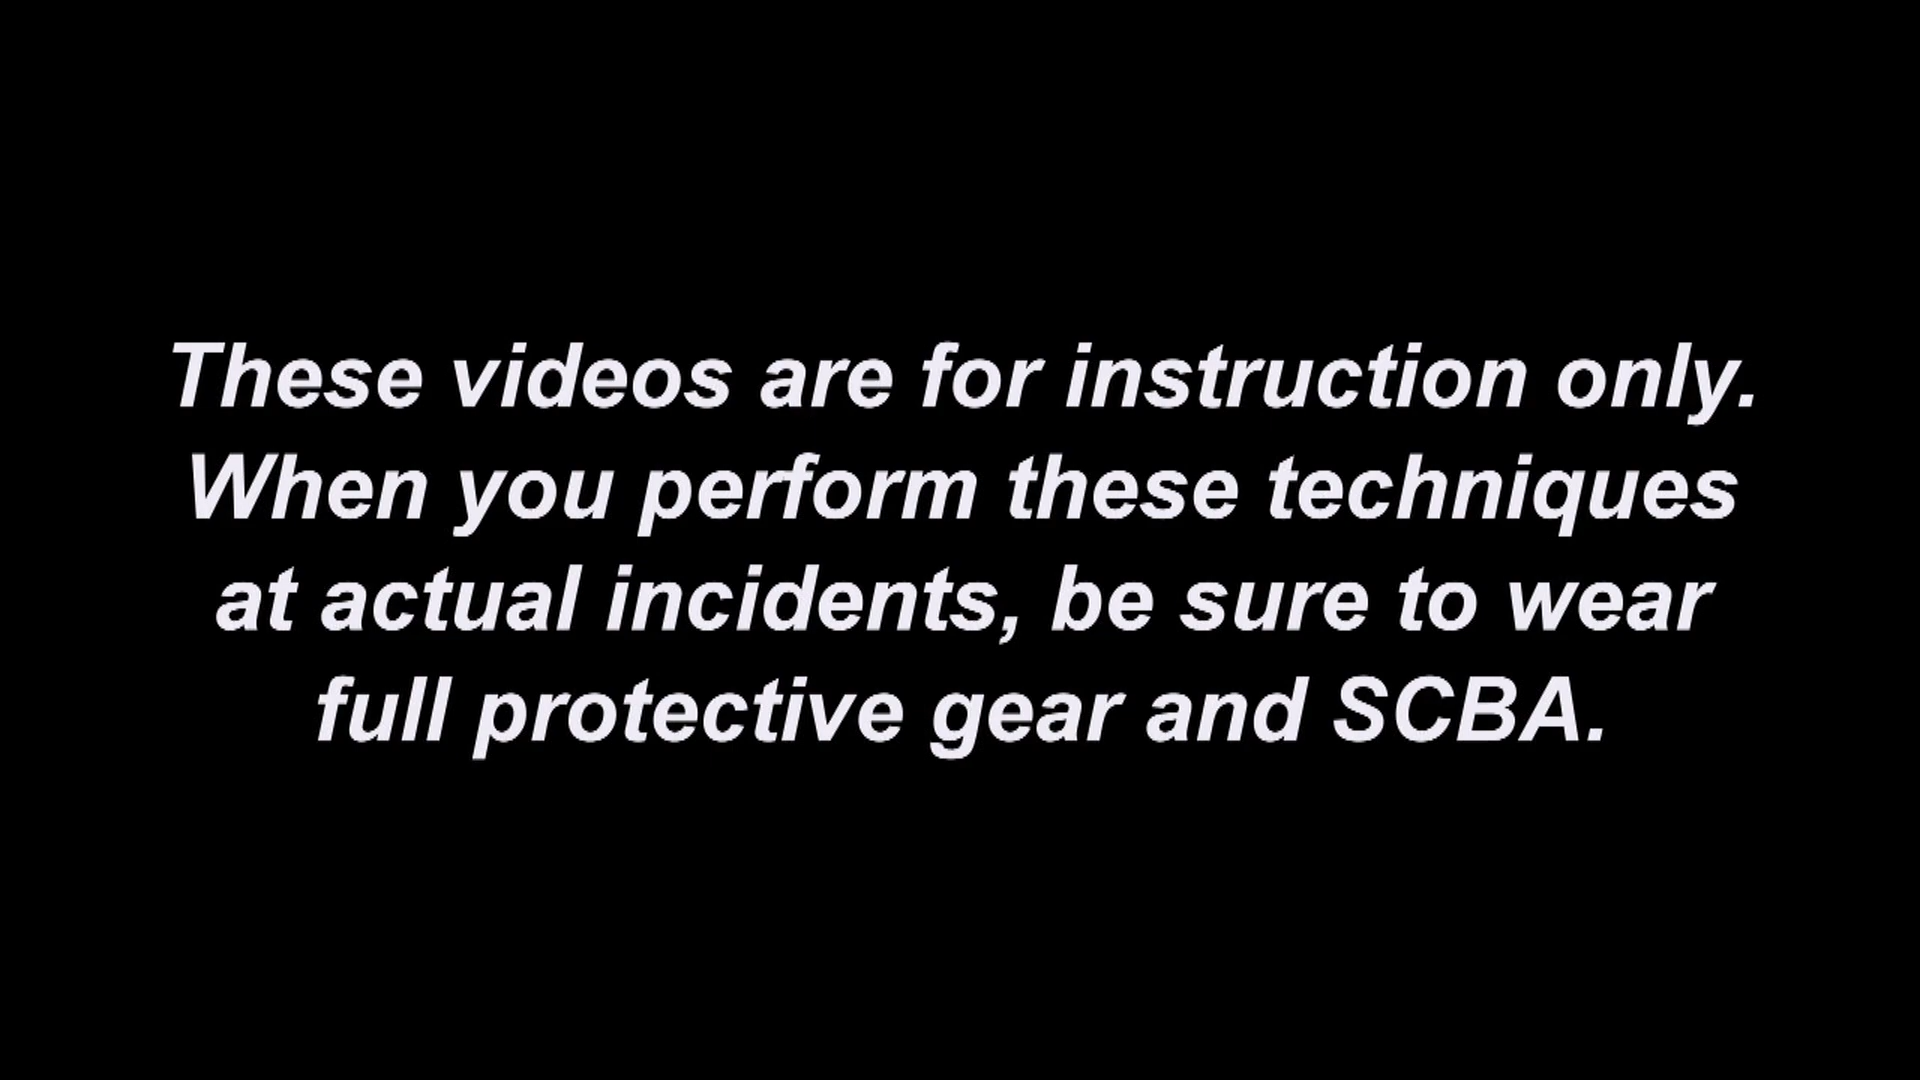 These videos are for instruction only.
When you perform these techniques
at actual incidents, be sure to wear
full protective gear and SCBA.